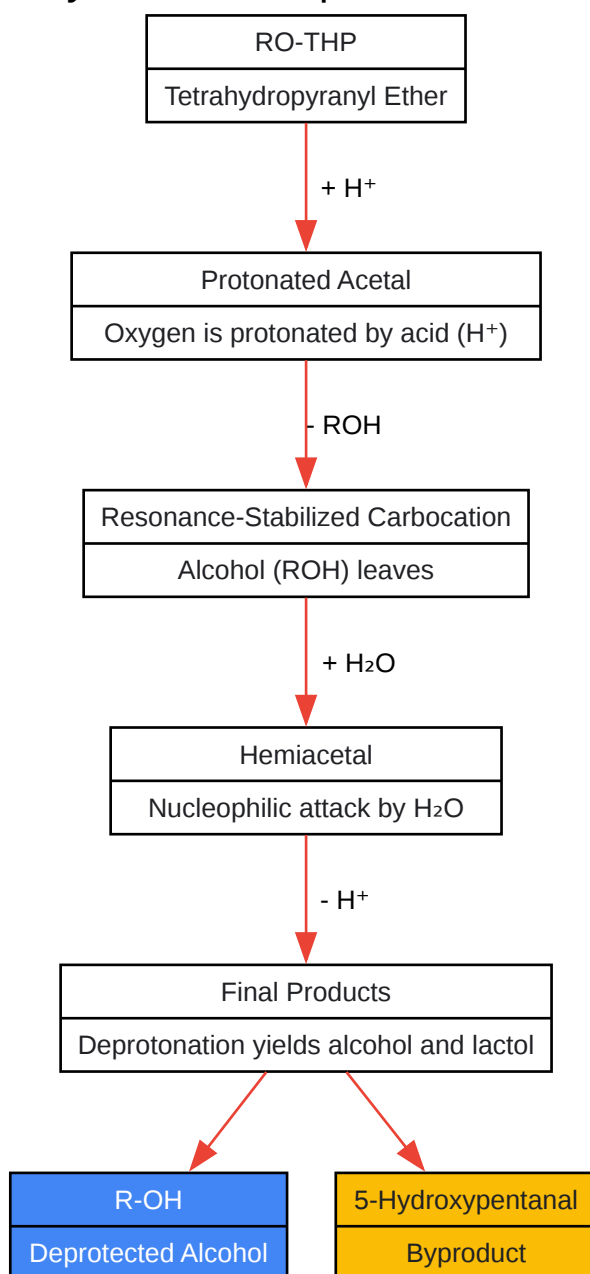 RO-THP
Tetrahydropyranyl Ether
+ H⁺
Protonated Acetal
Oxygen is protonated by acid (H⁺)
- ROH
Resonance-Stabilized Carbocation
Alcohol (ROH) leaves
+ H₂O
Hemiacetal
Nucleophilic attack by H₂O
- H⁺
Final Products
Deprotonation yields alcohol and lactol
R-OH
Deprotected Alcohol
5-Hydroxypentanal
Byproduct